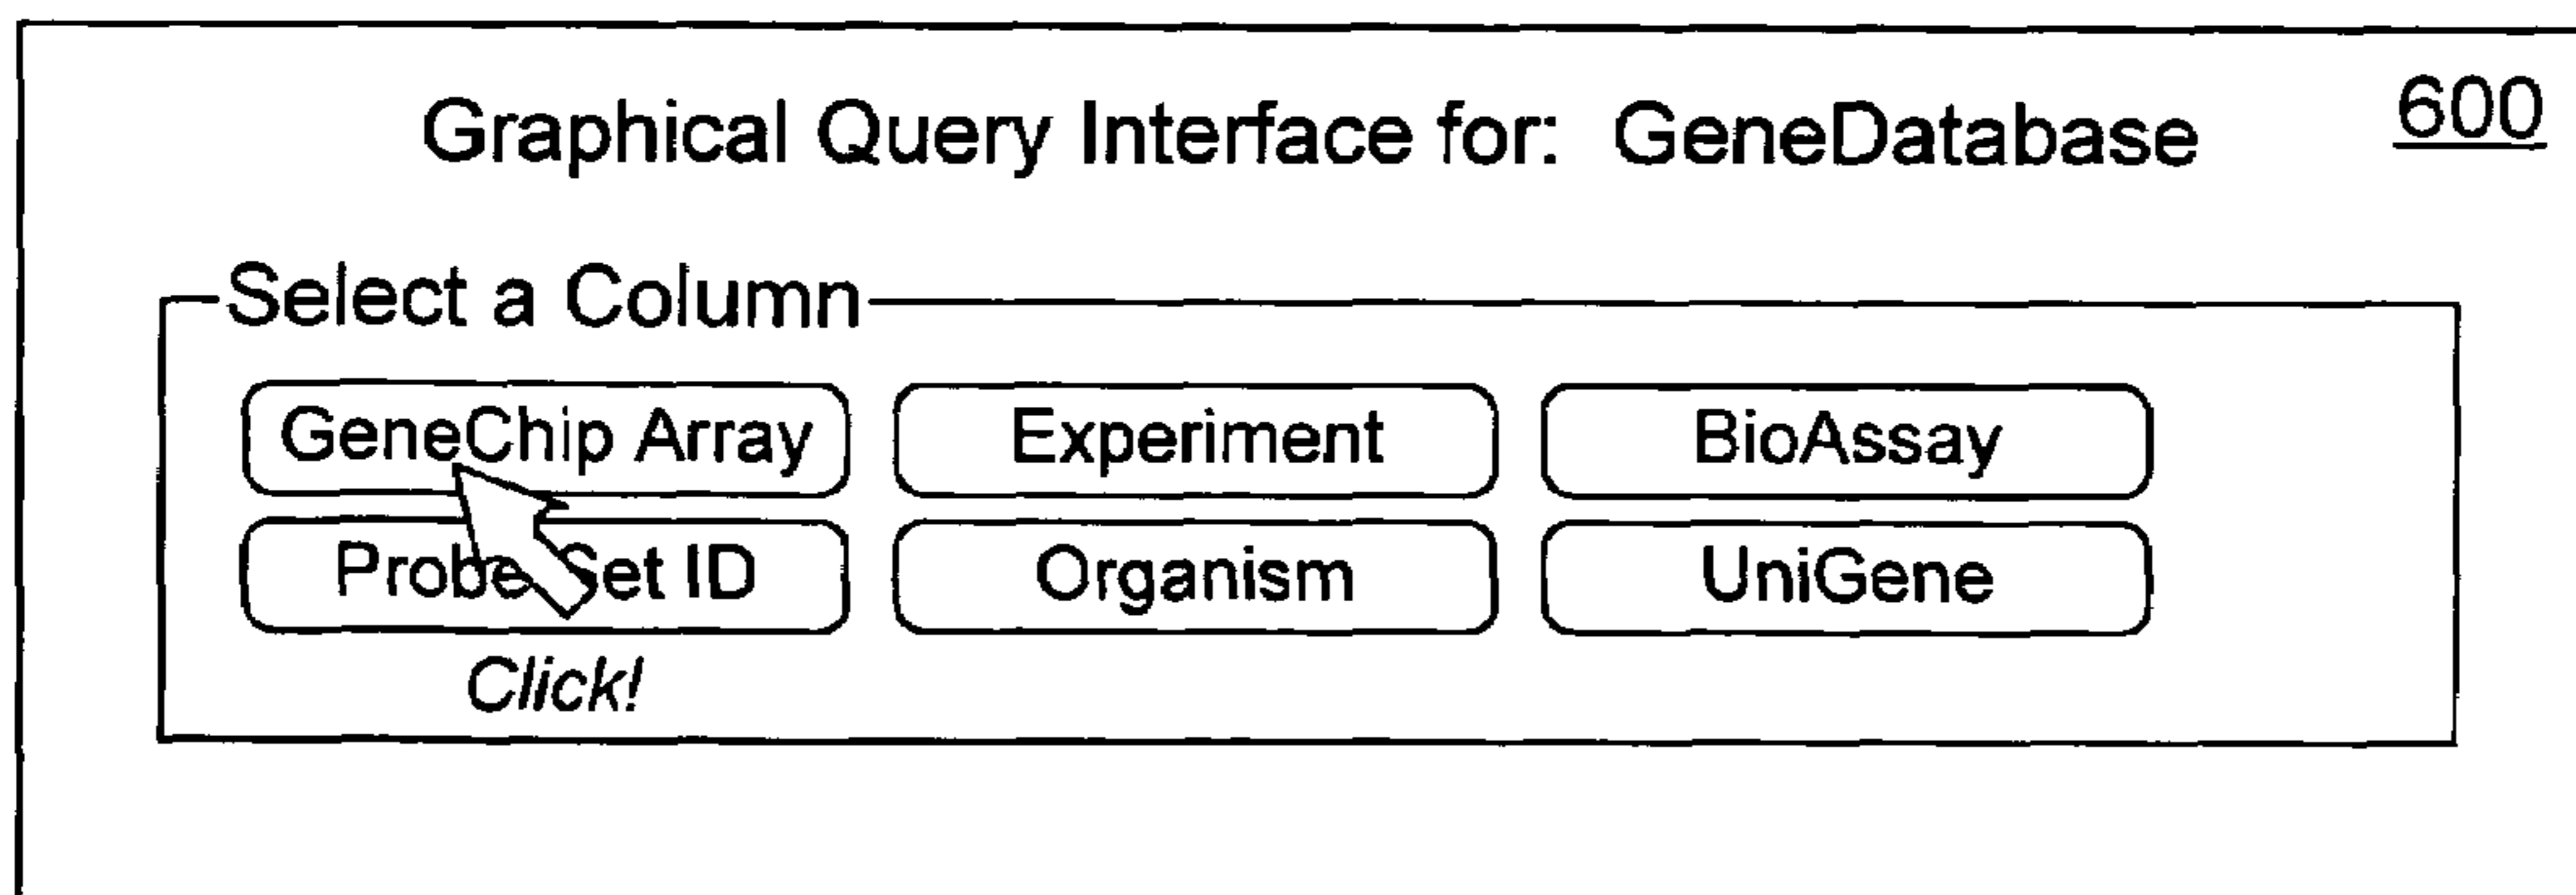 Graphical Query Interface for: GeneDatabase 600
Select a Column
GeneChip Array Experiment BioAssay
Probe Set ID Organism UniGene
Click!